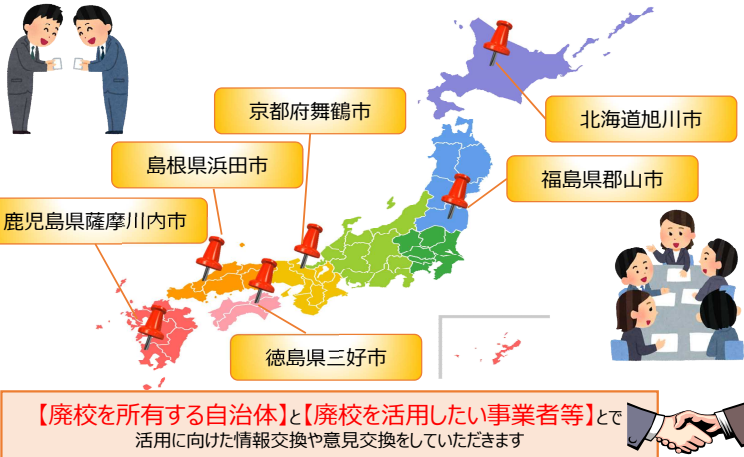 京都府舞鶴市
北海道旭川市
島根県浜田市
福島県郡山市
鹿児島県薩摩川内市
徳島県三好市
【廃校を所有する自治体】と【廃校を活用したい事業者等】とで
活用に向けた情報交換や意見交換をしていただきます